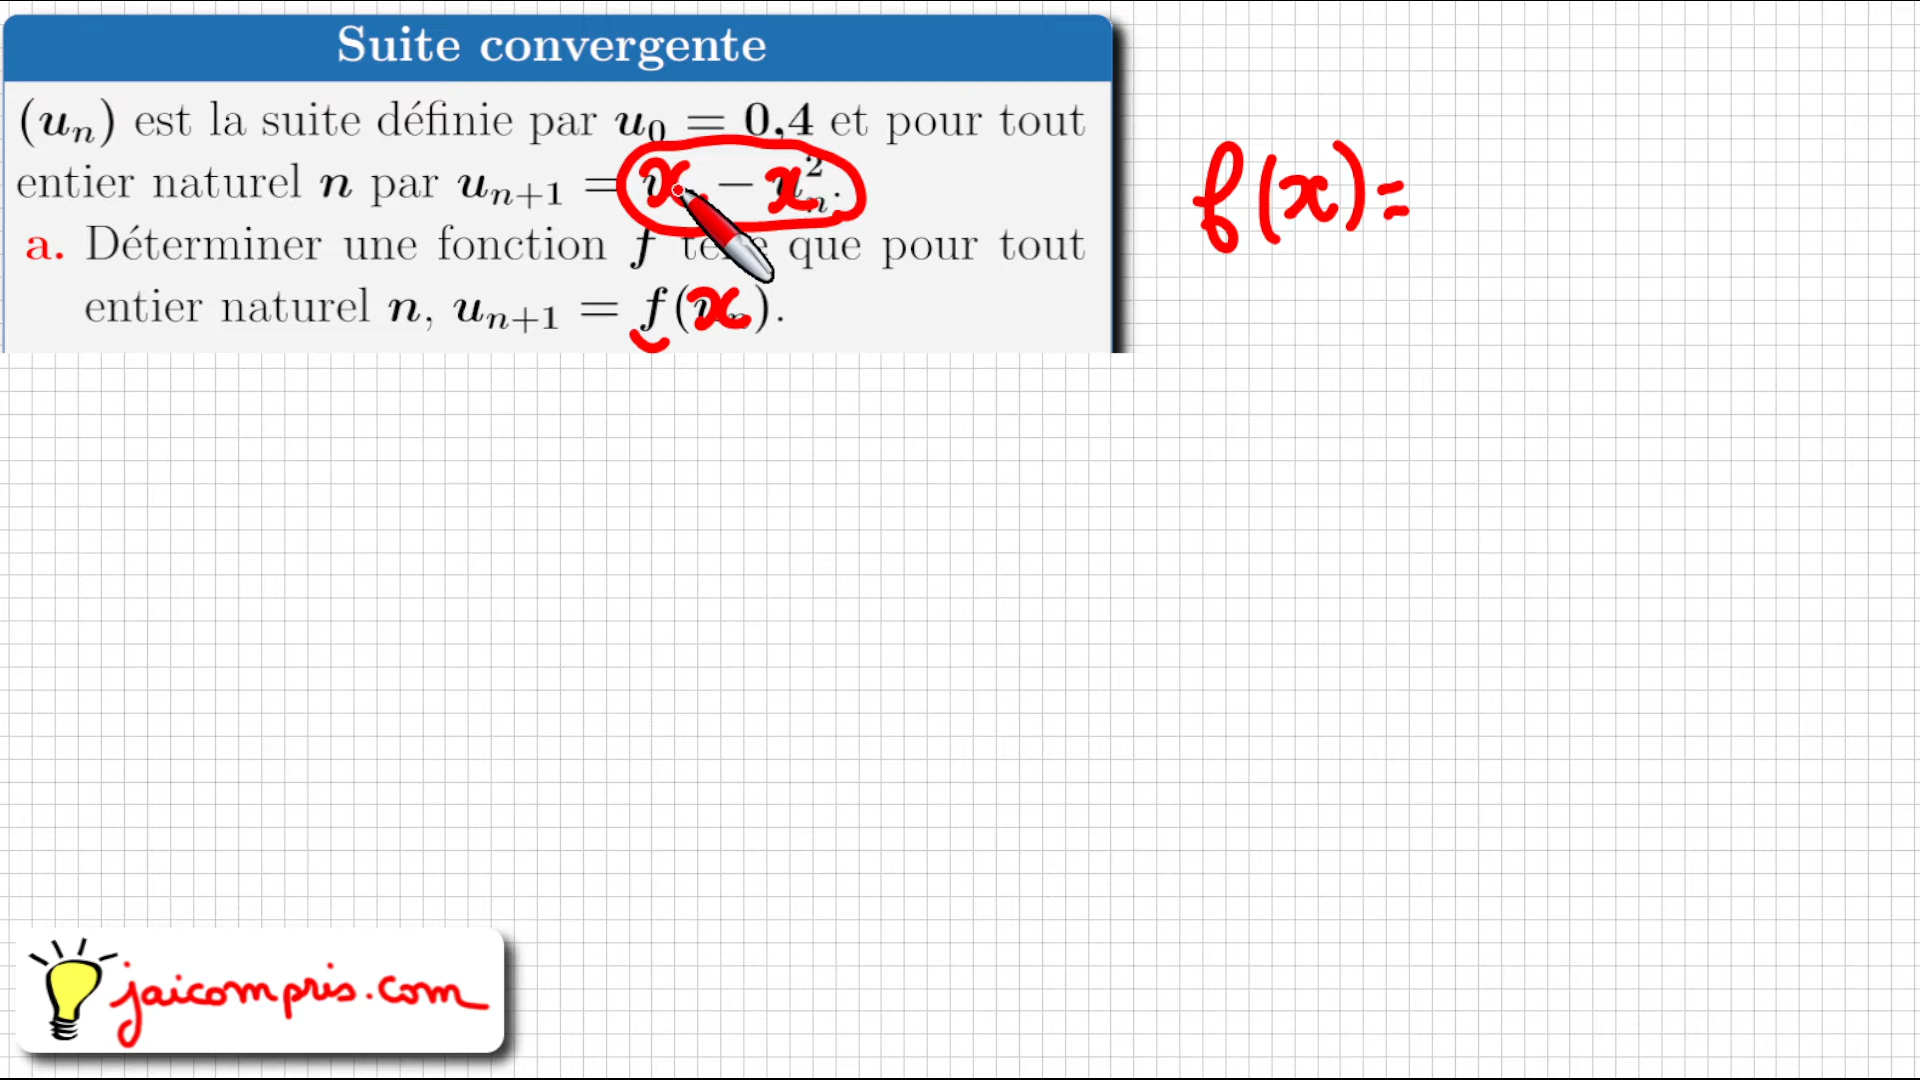 Suite convergente
(uₙ) est la suite définie par u₀ = 0,4 et pour tout
entier naturel n par uₙ₊₁ = x − x²ₙ.
f(x)=
a. Déterminer une fonction f telle que pour tout
entier naturel n, uₙ₊₁ = f(x).
jaicompris.com